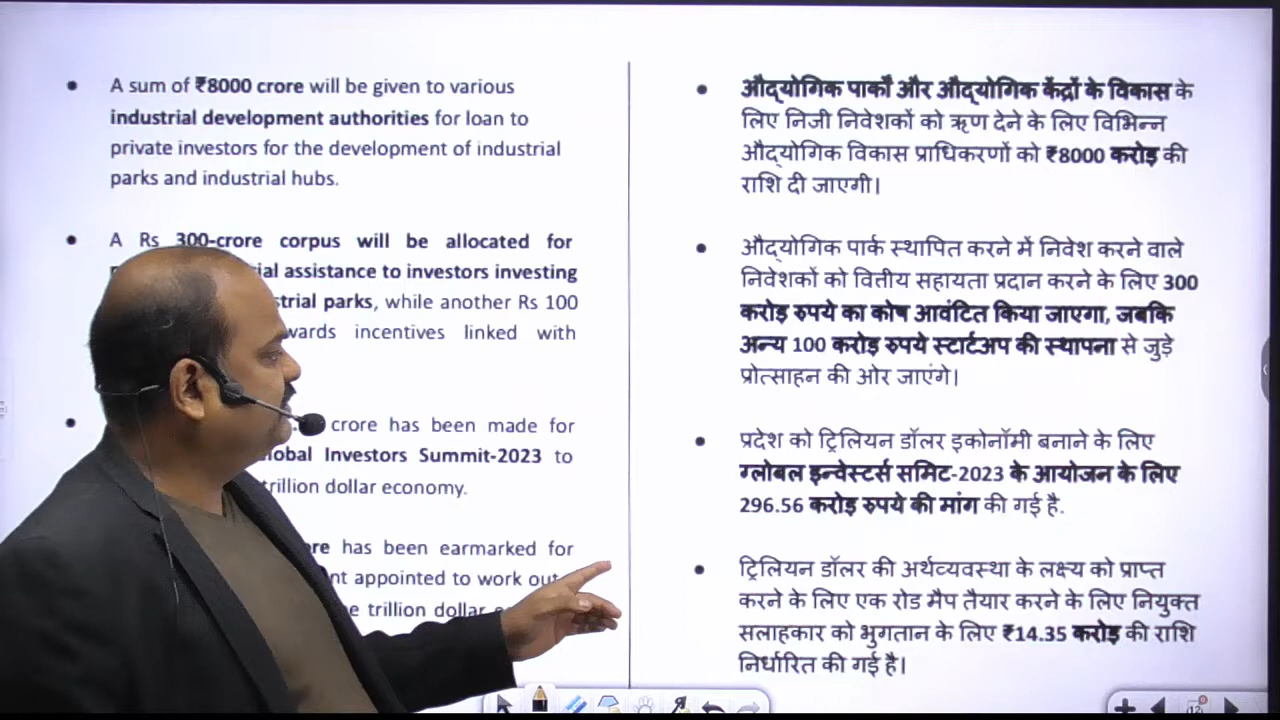 A sum of ₹8000 crore will be given to various
industrial development authorities for loan to
private investors for the development of industrial
parks and industrial hubs.
A Rs 300-crore corpus will be allocated for
assistance to investors investing
parks, while another Rs 100
incentives linked with
crore has been made for
Investors Summit-2023 to
trillion dollar economy.
has been earmarked for
appointed to work out
trillion dollar
औद्योगिक पार्कों और औद्योगिक केंद्रों के विकास के
लिए निजी निवेशकों को ऋण देने के लिए विभिन्न
औद्योगिक विकास प्राधिकरणों को ₹8000 करोड़ की
राशि दी जाएगी।
औद्योगिक पार्क स्थापित करने में निवेश करने वाले
निवेशकों को वित्तीय सहायता प्रदान करने के लिए 300
करोड़ रुपये का कोष आवंटित किया जाएगा, जबकि
अन्य 100 करोड़ रुपये स्टार्टअप की स्थापना से जुड़े
प्रोत्साहन की ओर जाएंगे।
प्रदेश को ट्रिलियन डॉलर इकोनॉमी बनाने के लिए
ग्लोबल इन्वेस्टर्स समिट-2023 के आयोजन के लिए
296.56 करोड़ रुपये की मांग की गई है.
ट्रिलियन डॉलर की अर्थव्यवस्था के लक्ष्य को प्राप्त
करने के लिए एक रोड मैप तैयार करने के लिए नियुक्त
सलाहकार को भुगतान के लिए ₹14.35 करोड़ की राशि
निर्धारित की गई है।